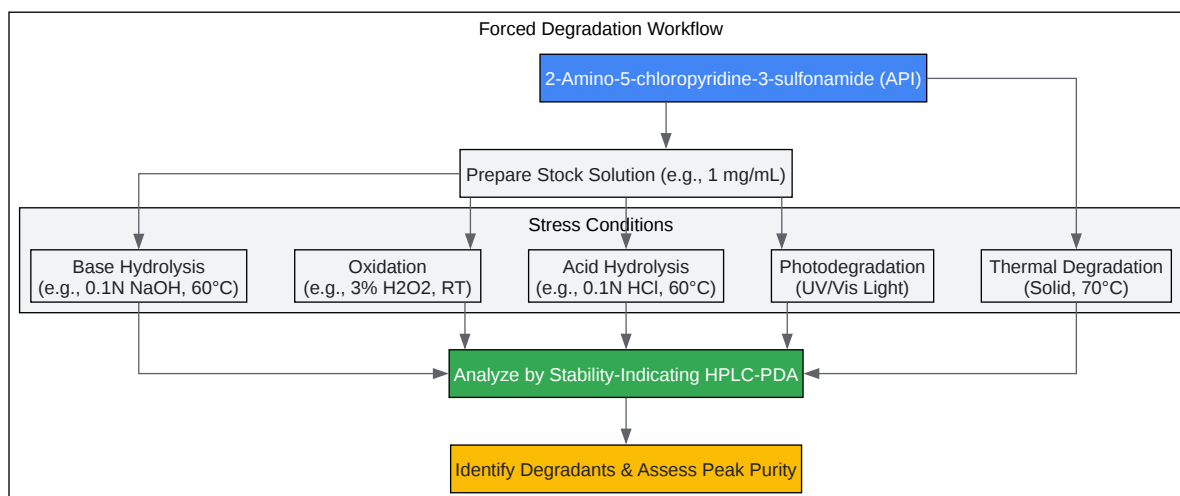 Forced Degradation Workflow
2-Amino-5-chloropyridine-3-sulfonamide (API)
Prepare Stock Solution (e.g., 1 mg/mL)
Stress Conditions
Base Hydrolysis
(e.g., 0.1N NaOH, 60°C)
Oxidation
(e.g., 3% H2O2, RT)
Acid Hydrolysis
(e.g., 0.1N HCl, 60°C)
Photodegradation
(UV/Vis Light)
Thermal Degradation
(Solid, 70°C)
Analyze by Stability-Indicating HPLC-PDA
Identify Degradants & Assess Peak Purity